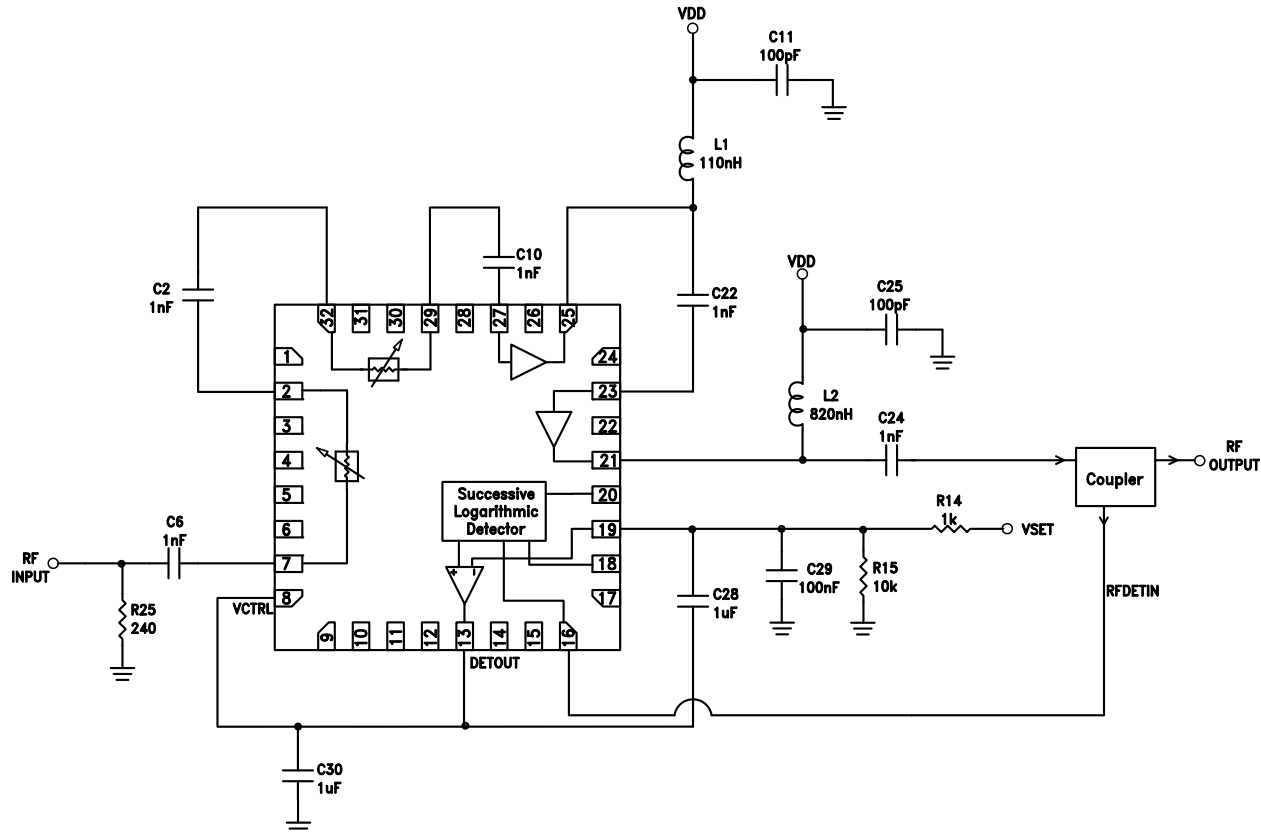 VDD
C11
100pF
L1
110nH
C2
1nF
C10
1nF
C22
1nF
VDD
C25
100pF
L2
820nH
C24
1nF
32
31
30
29
28
27
26
25
1
2
3
4
5
6
7
8
24
23
22
21
20
19
18
17
9
10
11
12
13
14
15
16
Successive
Logarithmic
Detector
+
-
Coupler
RF
OUTPUT
R14
1k
VSET
C6
1nF
RF
INPUT
R25
240
VCTRL
DETOUT
C28
1uF
C29
100nF
R15
10k
RFDETIN
C30
1uF